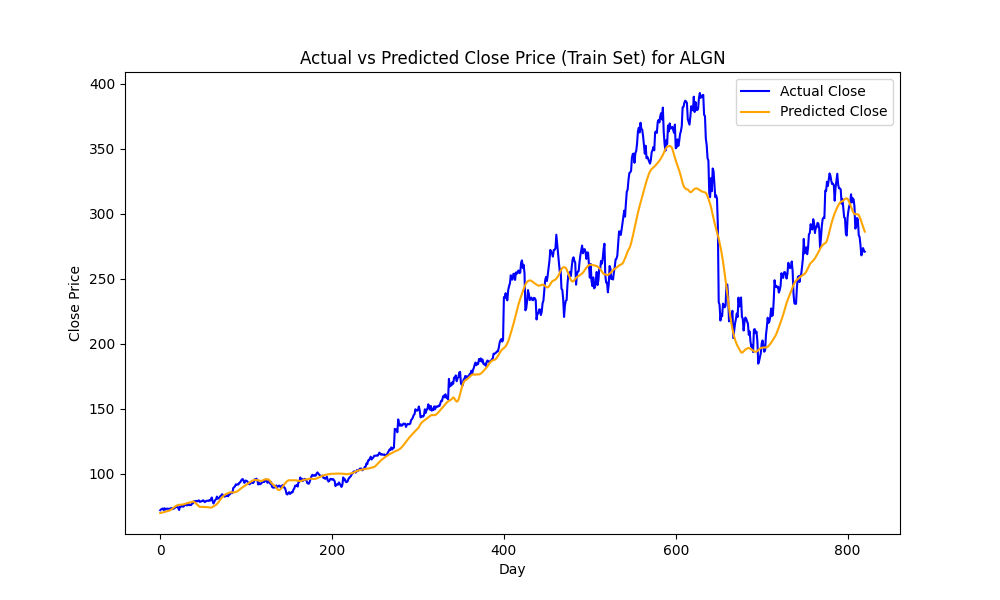 Actual vs Predicted Close Price (Train Set) for ALGN
Actual Close
Predicted Close
400
350
300
250
200
150
100
Close Price
0 200 400 600 800
Day